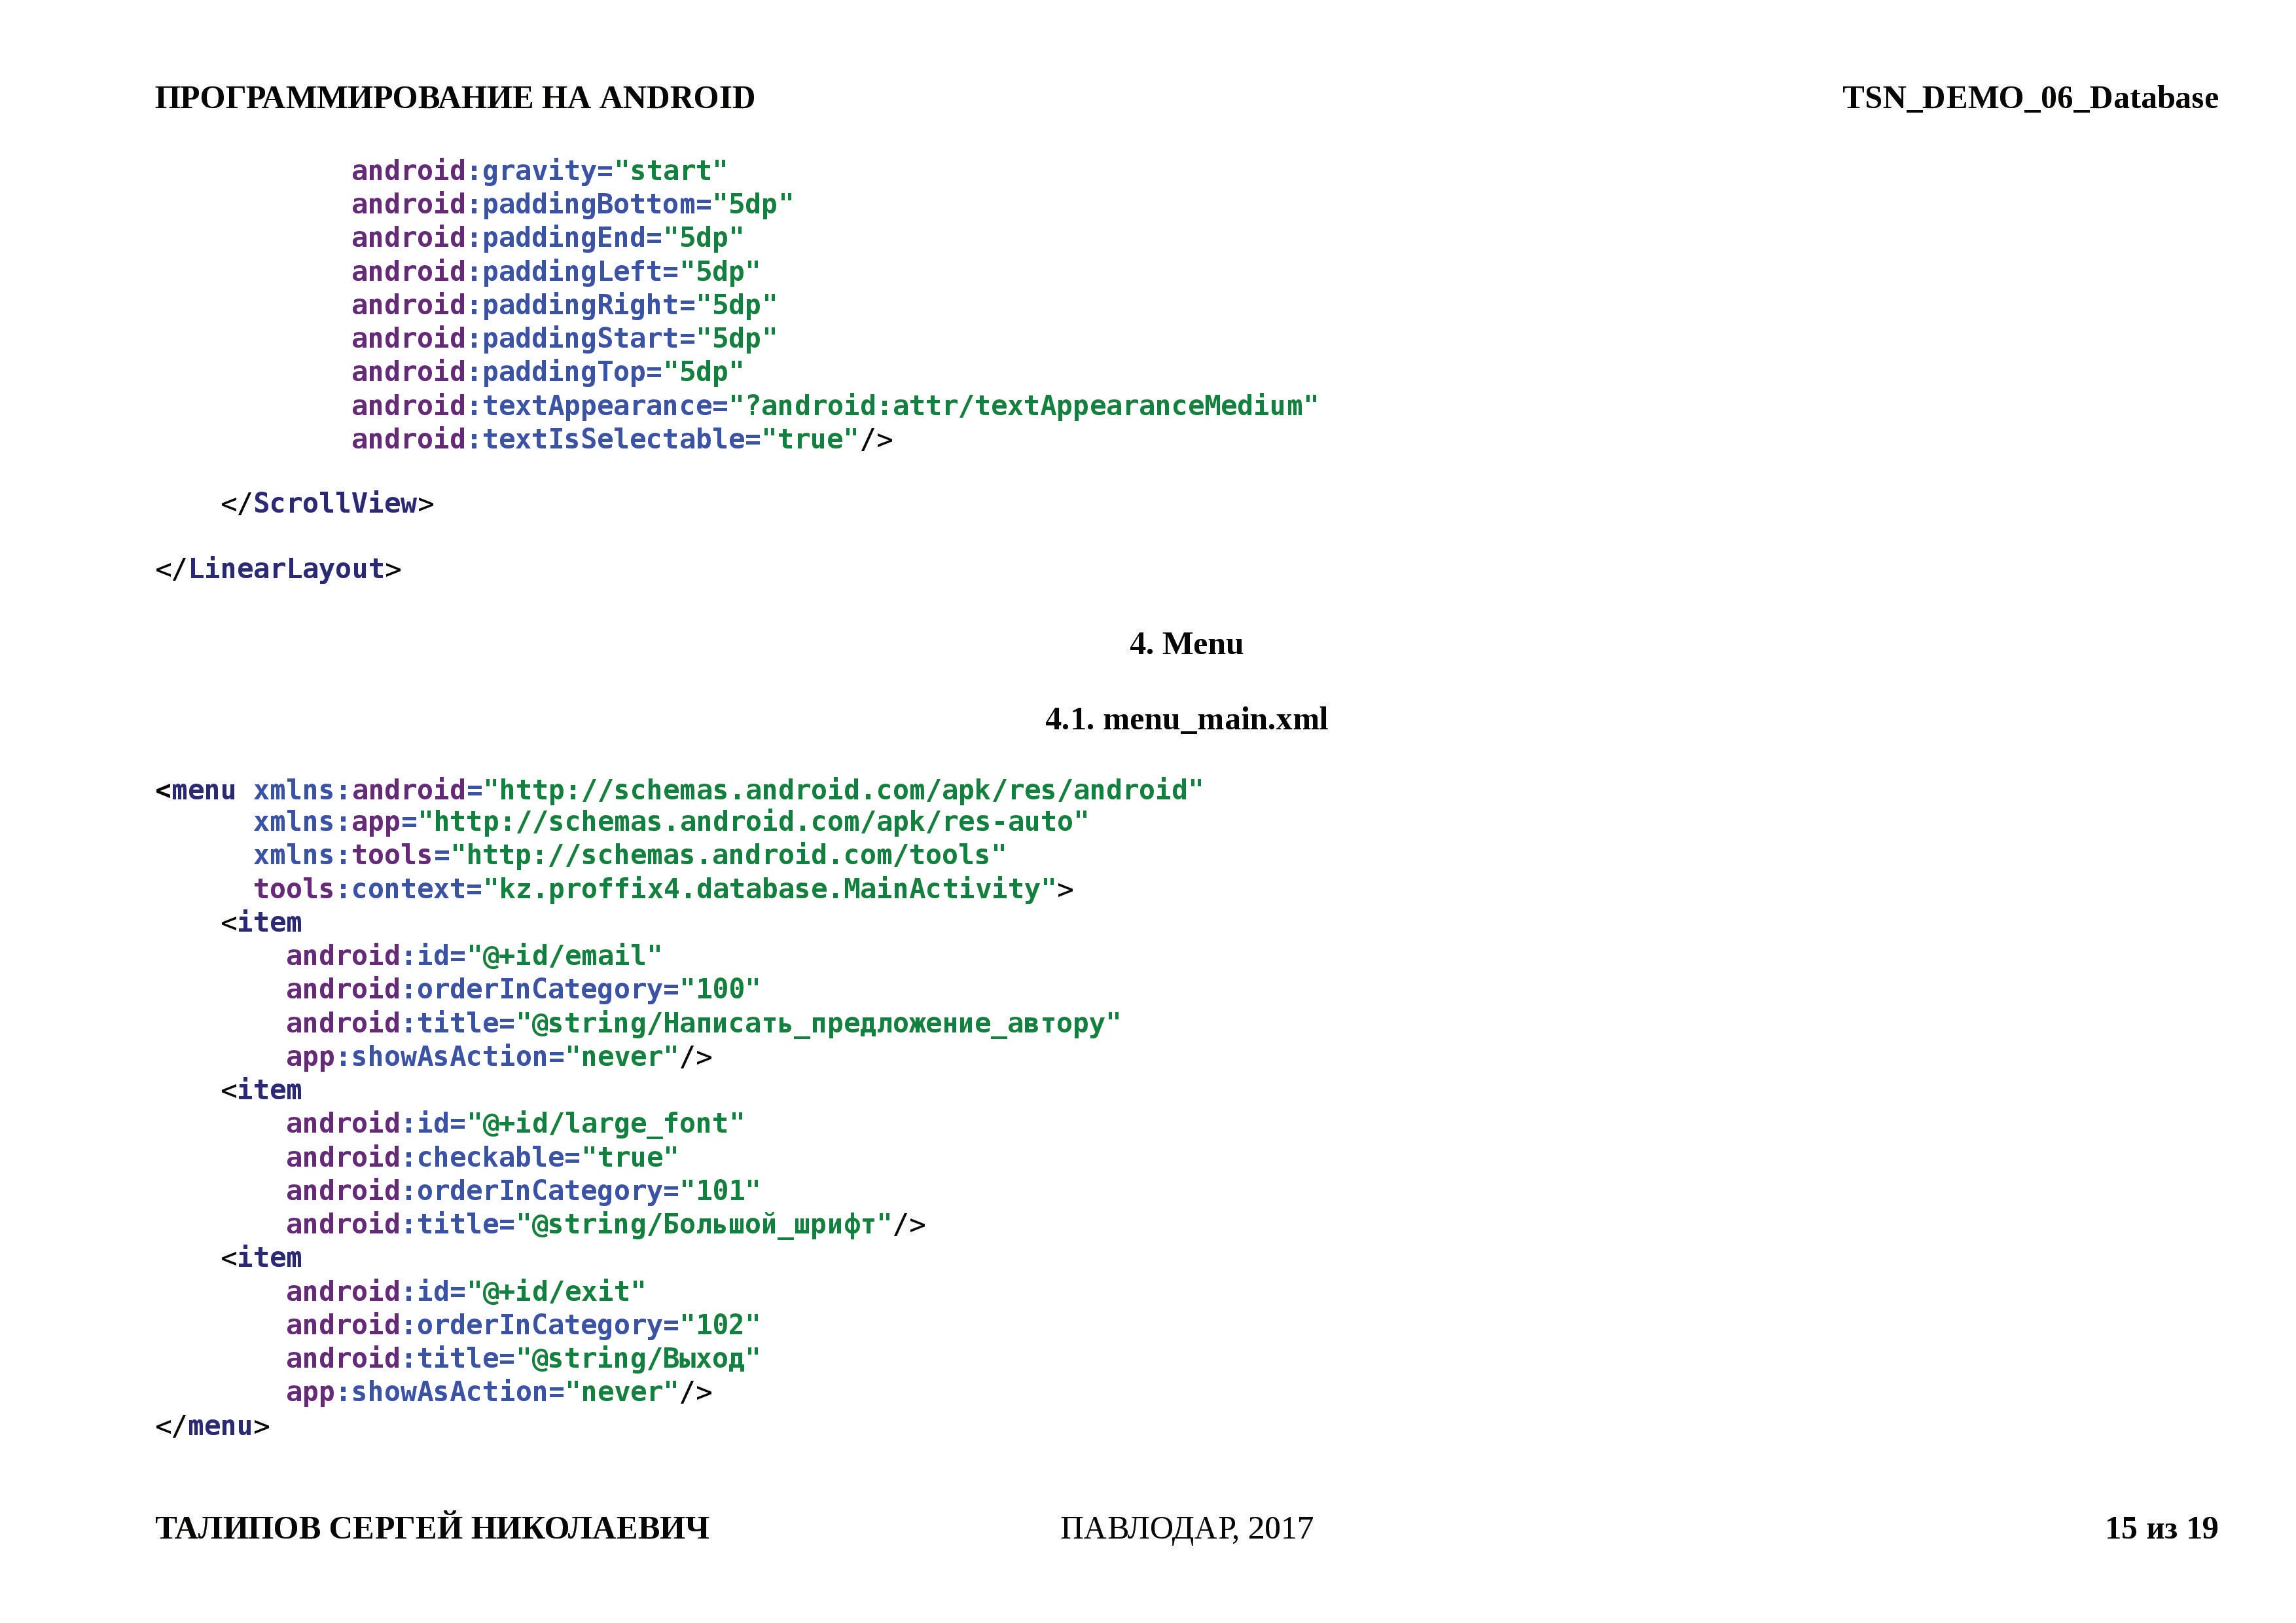 ПРОГРАММИРОВАНИЕ НА ANDROID TSN_DEMO_06_Database
android:gravity="start"
android:paddingBottom="5dp"
android:paddingEnd="5dp"
android:paddingLeft="5dp"
android:paddingRight="5dp"
android:paddingStart="5dp"
android:paddingTop="5dp"
android:textAppearance="?android:attr/textAppearanceMedium"
android:textIsSelectable="true"/>
</ScrollView>
</LinearLayout>
4. Menu
4.1. menu_main.xml
<menu xmlns:android="http://schemas.android.com/apk/res/android"
xmlns:app="http://schemas.android.com/apk/res-auto"
xmlns:tools="http://schemas.android.com/tools"
tools:context="kz.proffix4.database.MainActivity">
<item
android:id="@+id/email"
android:orderInCategory="100"
android:title="@string/Написать_предложение_автору"
app:showAsAction="never"/>
<item
android:id="@+id/large_font"
android:checkable="true"
android:orderInCategory="101"
android:title="@string/Большой_шрифт"/>
<item
android:id="@+id/exit"
android:orderInCategory="102"
android:title="@string/Выход"
app:showAsAction="never"/>
</menu>
ТАЛИПОВ СЕРГЕЙ НИКОЛАЕВИЧ ПАВЛОДАР, 2017 15 из 19